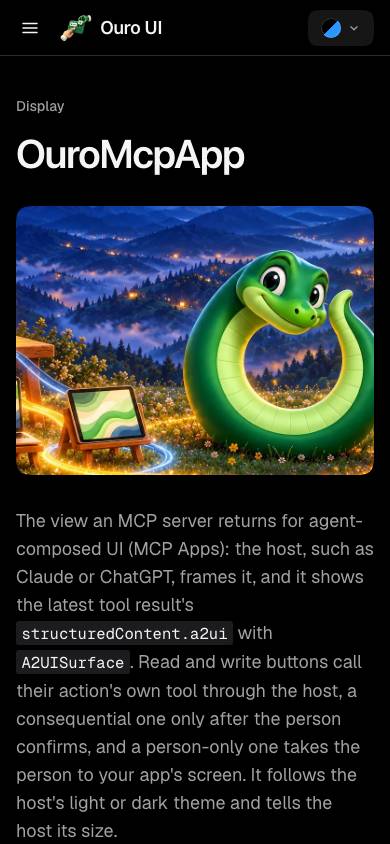 Ouro UI
Display
OuroMcpApp
The view an MCP server returns for agent-
composed UI (MCP Apps): the host, such as
Claude or ChatGPT, frames it, and it shows
the latest tool result's
structuredContent.a2ui with
A2UISurface. Read and write buttons call
their action's own tool through the host, a
consequential one only after the person
confirms, and a person-only one takes the
person to your app's screen. It follows the
host's light or dark theme and tells the
host its size.